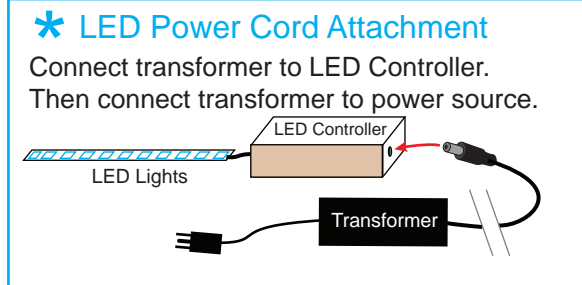 * LED Power Cord Attachment
Connect transformer to LED Controller.
Then connect transformer to power source.
LED Controller
LED Lights
Transformer